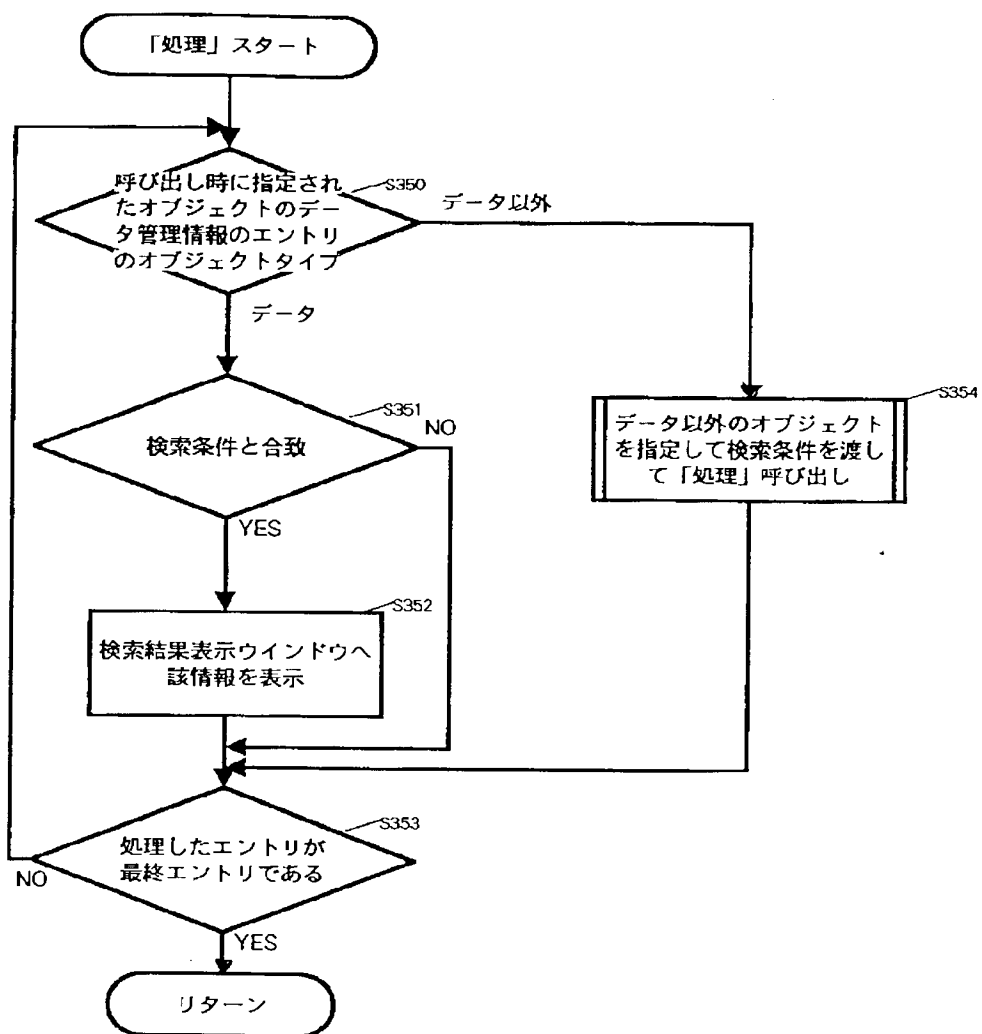 「処理」スタート
呼び出し時に指定され
たオブジェクトのデー
タ管理情報のエントリ
のオブジェクトタイプ
S350
データ以外
データ
検索条件と合致
S351
NO
YES
データ以外のオブジェクト
を指定して検索条件を渡し
て「処理」呼び出し
S354
検索結果表示ウインドウへ
該情報を表示
S352
処理したエントリが
最終エントリである
S353
NO
YES
リターン